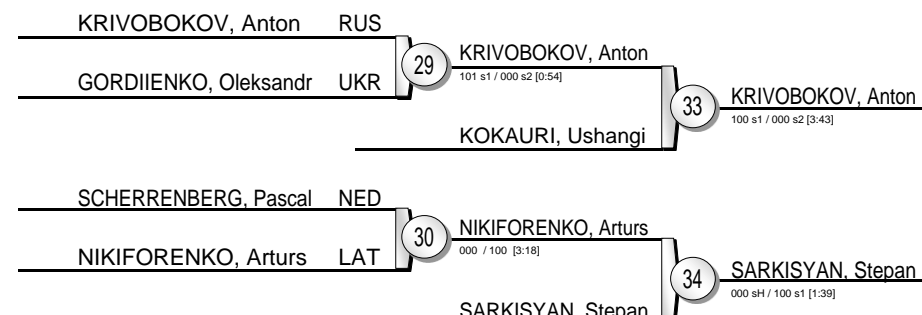 KRIVOBOKOV, Anton RUS
29
KRIVOBOKOV, Anton
101 s1 / 000 s2 [0:54]
GORDIIENKO, Oleksandr UKR
33
KRIVOBOKOV, Anton
100 s1 / 000 s2 [3:43]
KOKAURI, Ushangi
SCHERRENBERG, Pascal NED
30
NIKIFORENKO, Arturs
000 / 100 [3:18]
NIKIFORENKO, Arturs LAT
34
SARKISYAN, Stepan
000 sH / 100 s1 [1:39]
SARKISYAN, Stepan